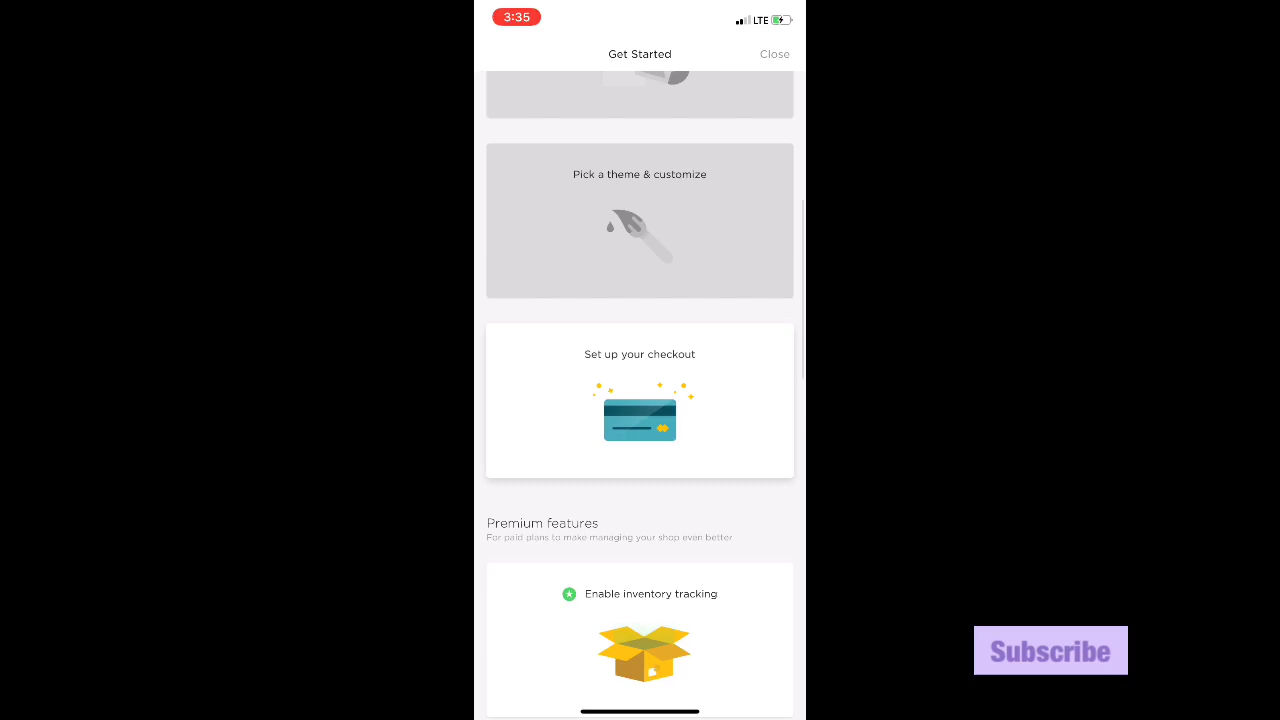 3:35
LTE
Get Started
Close
Pick a theme & customize
Set up your checkout
Premium features
For paid plans to make managing your shop even better
Enable inventory tracking
Subscribe